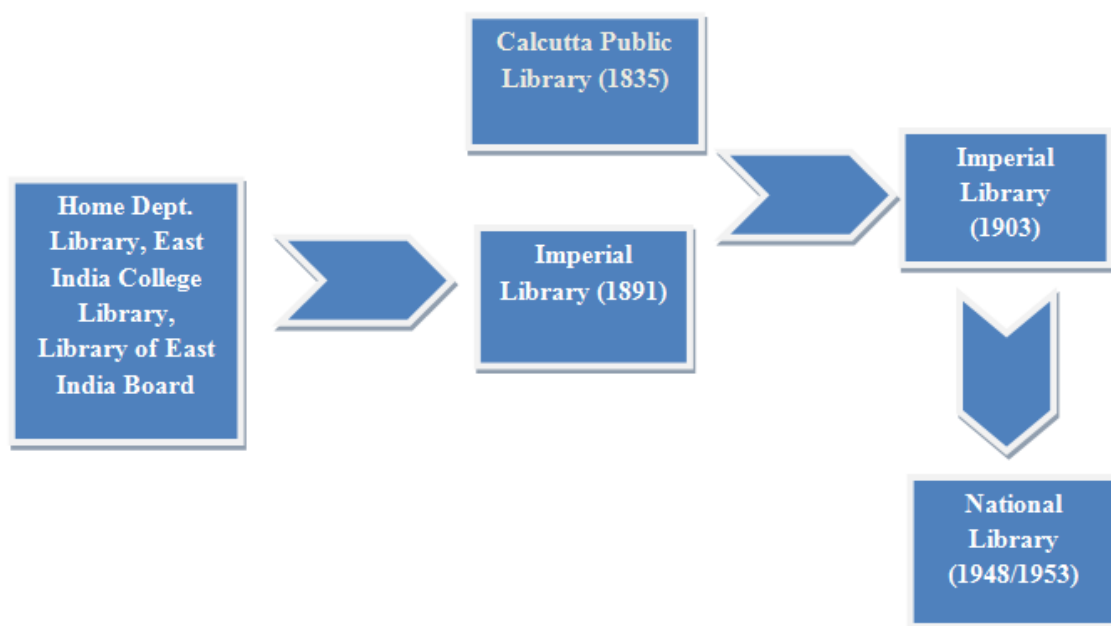 Calcutta Public
Library (1835)
Home Dept.
Library, East
India College
Library,
Library of East
India Board
Imperial
Library (1891)
Imperial
Library
(1903)
National
Library
(1948/1953)